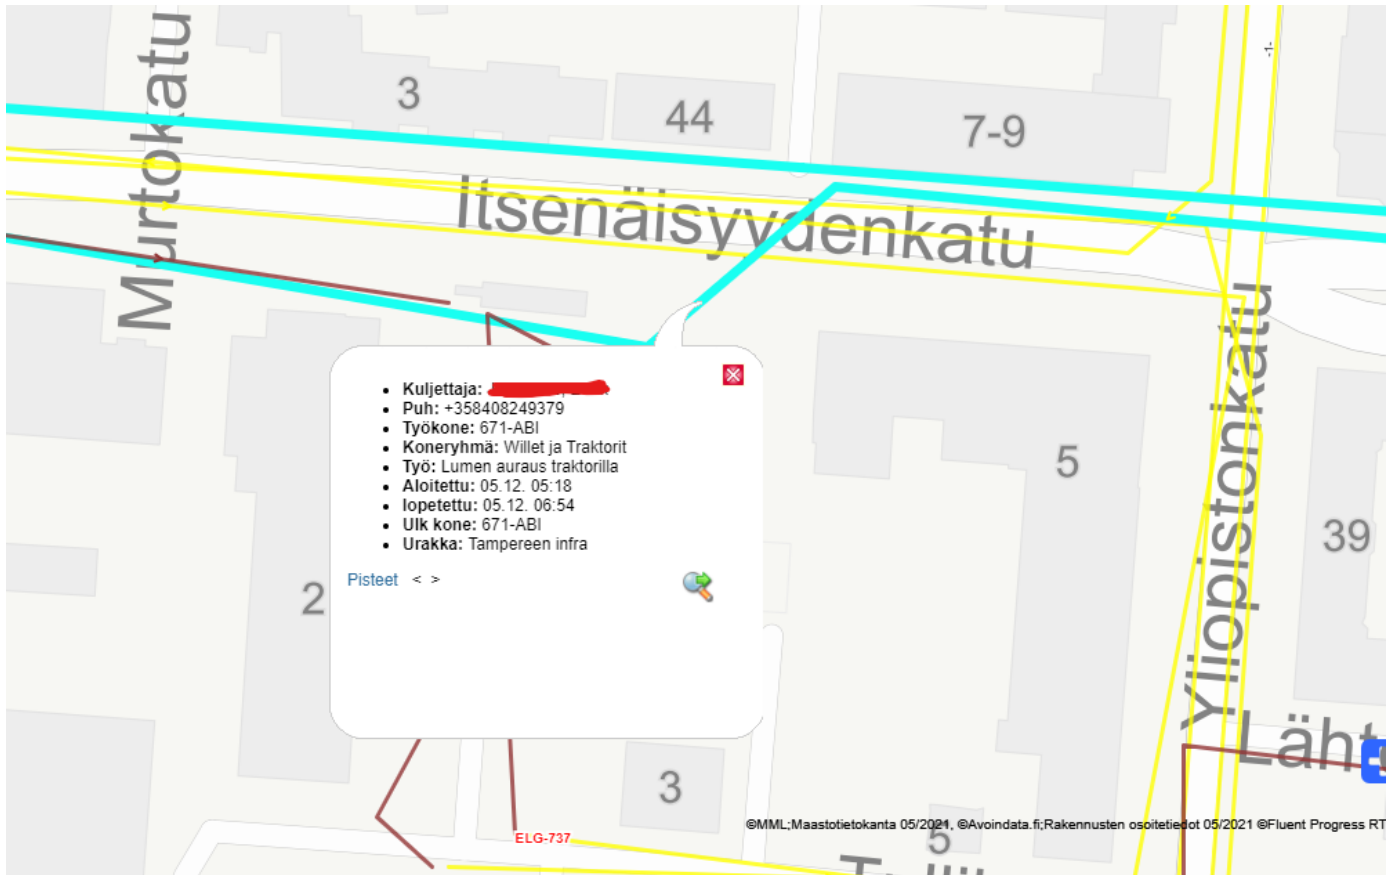 Murtokatu
3
44
7-9
-1-
Itsenäisyydenkatu
Kuljettaja:
Puh: +358408249379
Työkone: 671-ABI
Koneryhmä: Willet ja Traktorit
Työ: Lumen auraus traktorilla
Aloitettu: 05.12. 05:18
lopetettu: 05.12. 06:54
Ulk kone: 671-ABI
Urakka: Tampereen infra
Pisteet < >
2
5
39
Yliopistonkatu
3
ELG-737
5
©MML;Maastotietokanta 05/2021, ©Avoindata.fi;Rakennusten osoitetiedot 05/2021 ©Fluent Progress RT